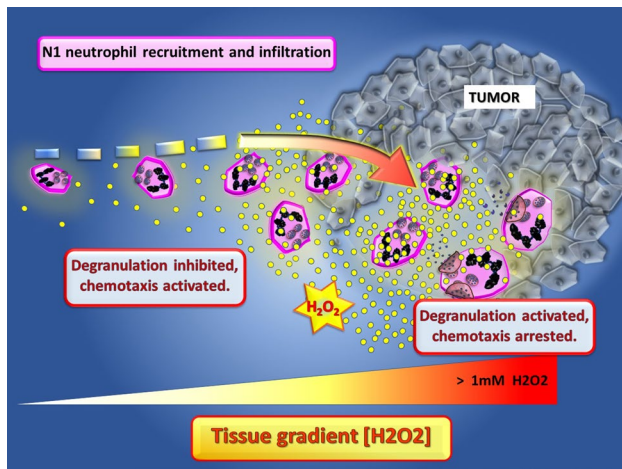 N1 neutrophil recruitment and infiltration
TUMOR
Degranulation inhibited,
chemotaxis activated.
H₂O₂
Degranulation activated,
chemotaxis arrested.
> 1mM H2O2
Tissue gradient [H2O2]